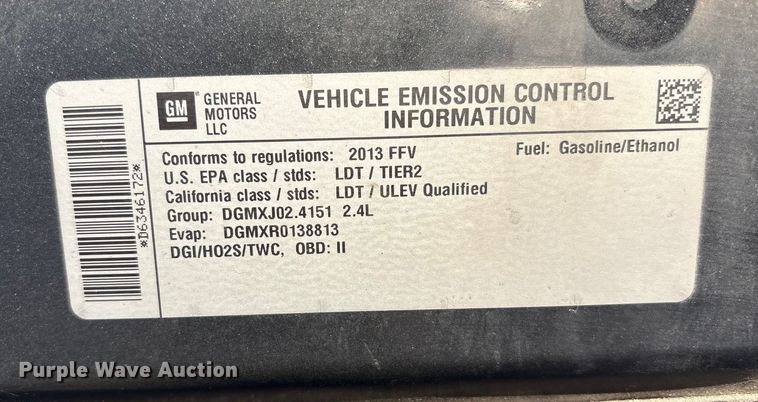 GM
GENERAL
MOTORS
LLC
VEHICLE EMISSION CONTROL
INFORMATION
Conforms to regulations: 2013 FFV
Fuel: Gasoline/Ethanol
U.S. EPA class / stds: LDT / TIER2
California class / stds: LDT / ULEV Qualified
Group: DGMXJ02.4151 2.4L
Evap: DGMXR0138813
DGI/HO2S/TWC, OBD: II
*D6346172*
Purple Wave Auction